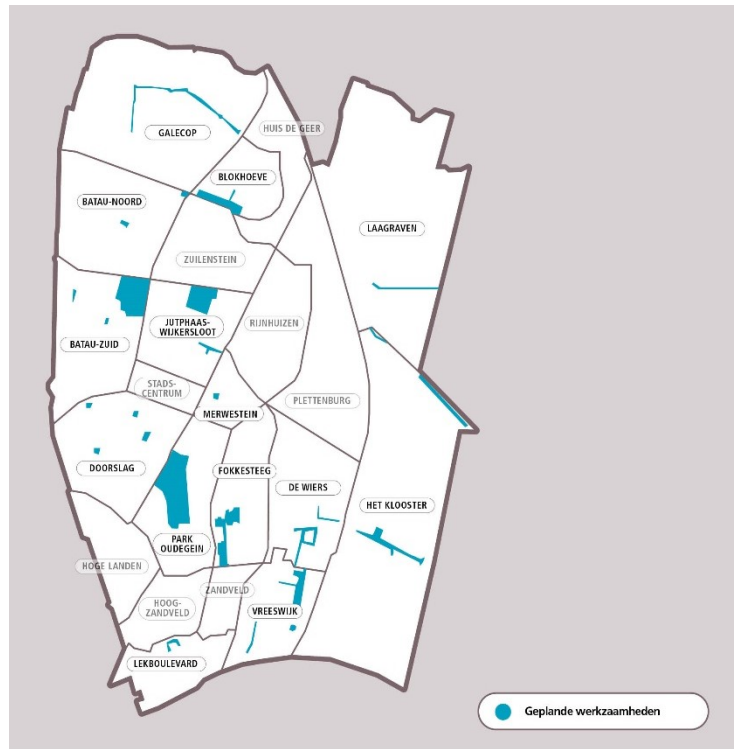 HUIS DE GEER
GALECOP
BLOKHOEVE
BATAU-NOORD
LAAGRAVEN
ZUILENSTEIN
JUTPHAAS-
WIJKERSLOOT
RIJNHUIZEN
BATAU-ZUID
STADS-
CENTRUM
PLETTENBURG
MERWESTEIN
DOORSLAG
FOKKESTEEG
DE WIERS
HET KLOOSTER
PARK
OUDEGEIN
HOGE LANDEN
ZANDVELD
HOOG-
ZANDVELD
VREESWIJK
LEKBOULEVARD
Geplande werkzaamheden